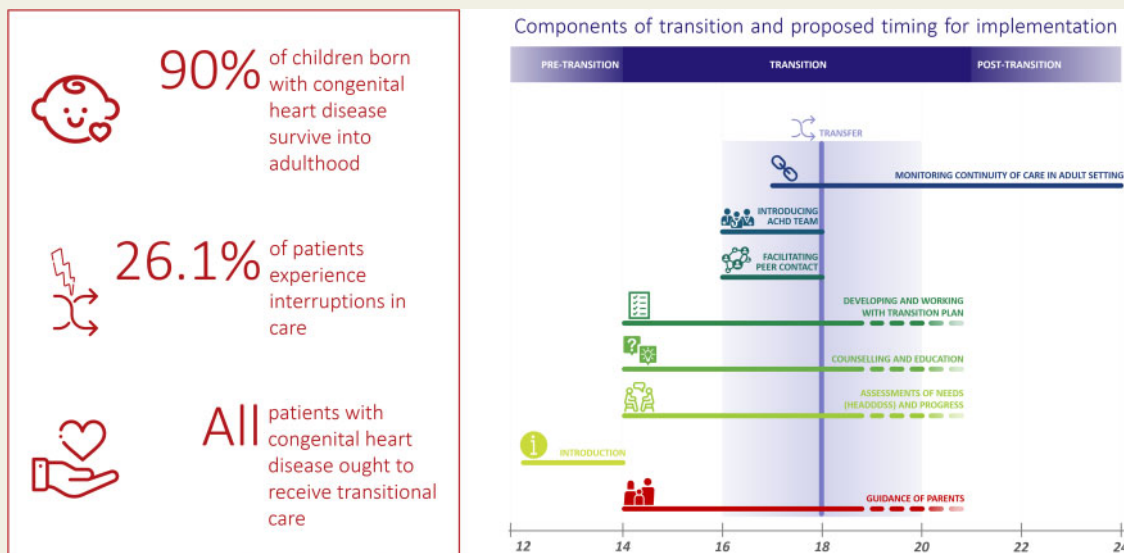 90%
of children born
with congenital
heart disease
survive into
adulthood
26.1%
of patients
experience
interruptions in
care
All
patients with
congenital heart
disease ought to
receive transitional
care
Components of transition and proposed timing for implementation
PRE-TRANSITION
TRANSITION
POST-TRANSITION
TRANSFER
MONITORING CONTINUITY OF CARE IN ADULT SETTING
INTRODUCING
ACHD TEAM
FACILITATING
PEER CONTACT
DEVELOPING AND WORKING
WITH TRANSITION PLAN
?
COUNSELLING AND EDUCATION
ASSESSMENTS OF NEEDS
(HEADDOSS) AND PROGRESS
i
INTRODUCTION
GUIDANCE OF PARENTS
12 14 16 18 20 22 24